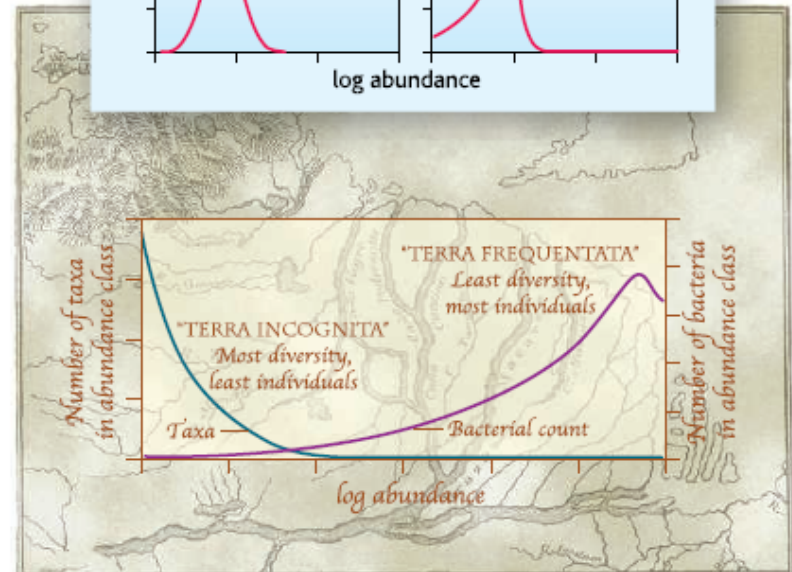 log abundance
"TERRA FREQUENTATA"
Least diversity,
most individuals
"TERRA INCOGNITA"
Most diversity,
least individuals
Taxa
Bacterial count
Number of taxa
in abundance class
Number of bacteria
in abundance class
log abundance